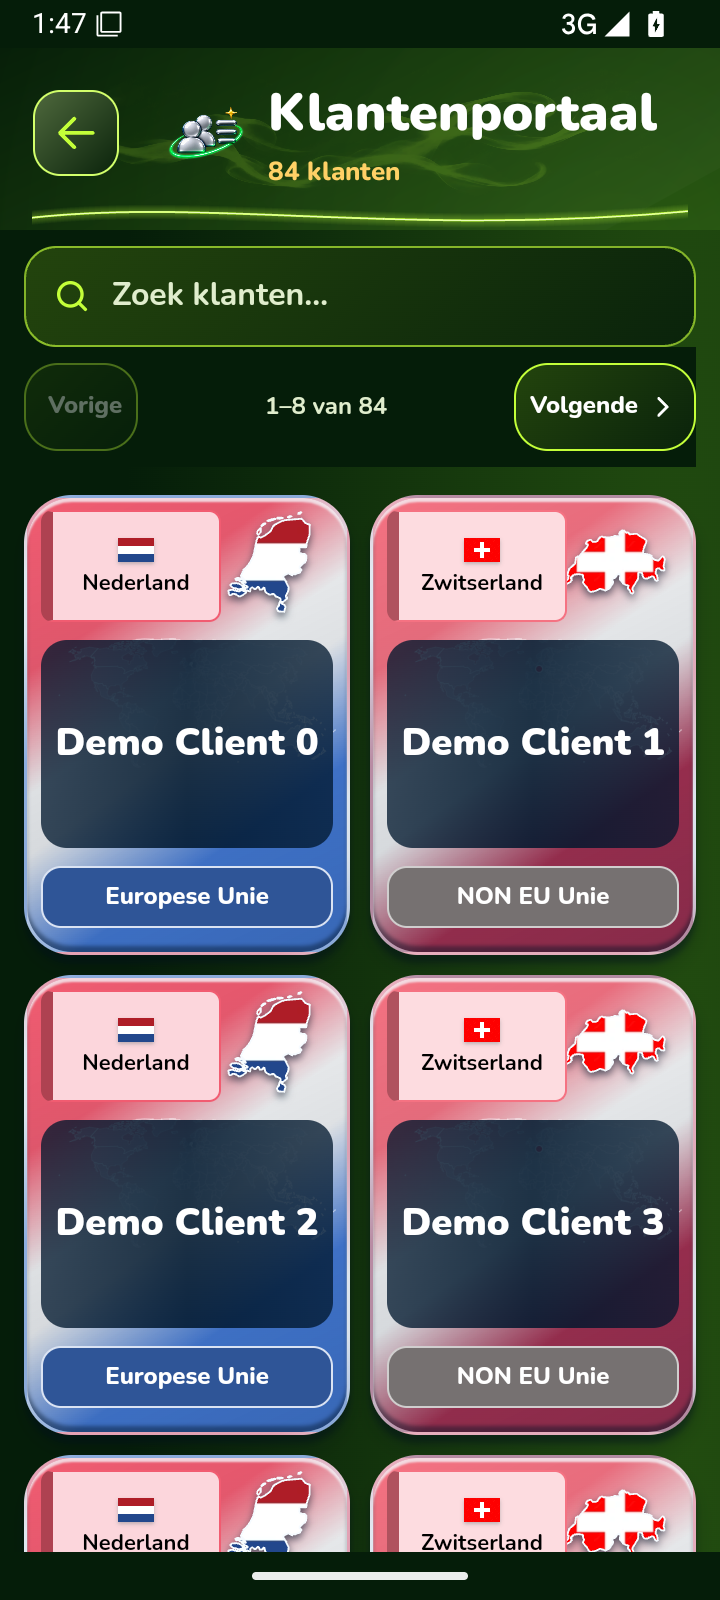 1:47
3G
Klantenportaal
84 klanten
Zoek klanten...
Vorige
1–8 van 84
Volgende
Nederland
Zwitserland
Demo Client 0
Demo Client 1
Europese Unie
NON EU Unie
Nederland
Zwitserland
Demo Client 2
Demo Client 3
Europese Unie
NON EU Unie
Nederland
Zwitserland